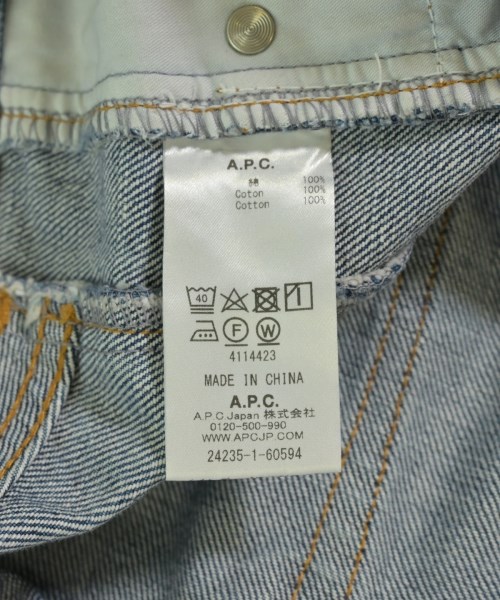 A.P.C.
綿 100%
Coton 100%
Cotton 100%
40
F W
4114423
MADE IN CHINA
A.P.C.
A.P.C Japan 株式会社
0120-500-990
WWW.APCJP.COM
24235-1-60594